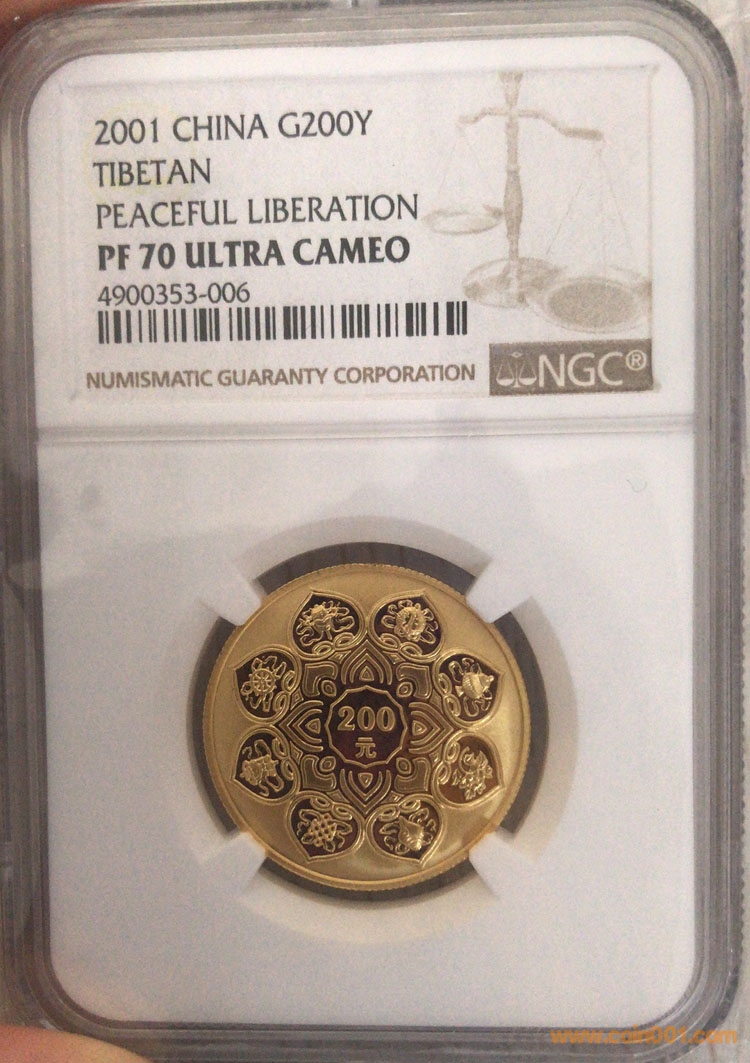 2001 CHINA G200Y
TIBETAN
PEACEFUL LIBERATION
PF 70 ULTRA CAMEO
4900353-006
NUMISMATIC GUARANTY CORPORATION
NGC®
200
元
www.coin001.com